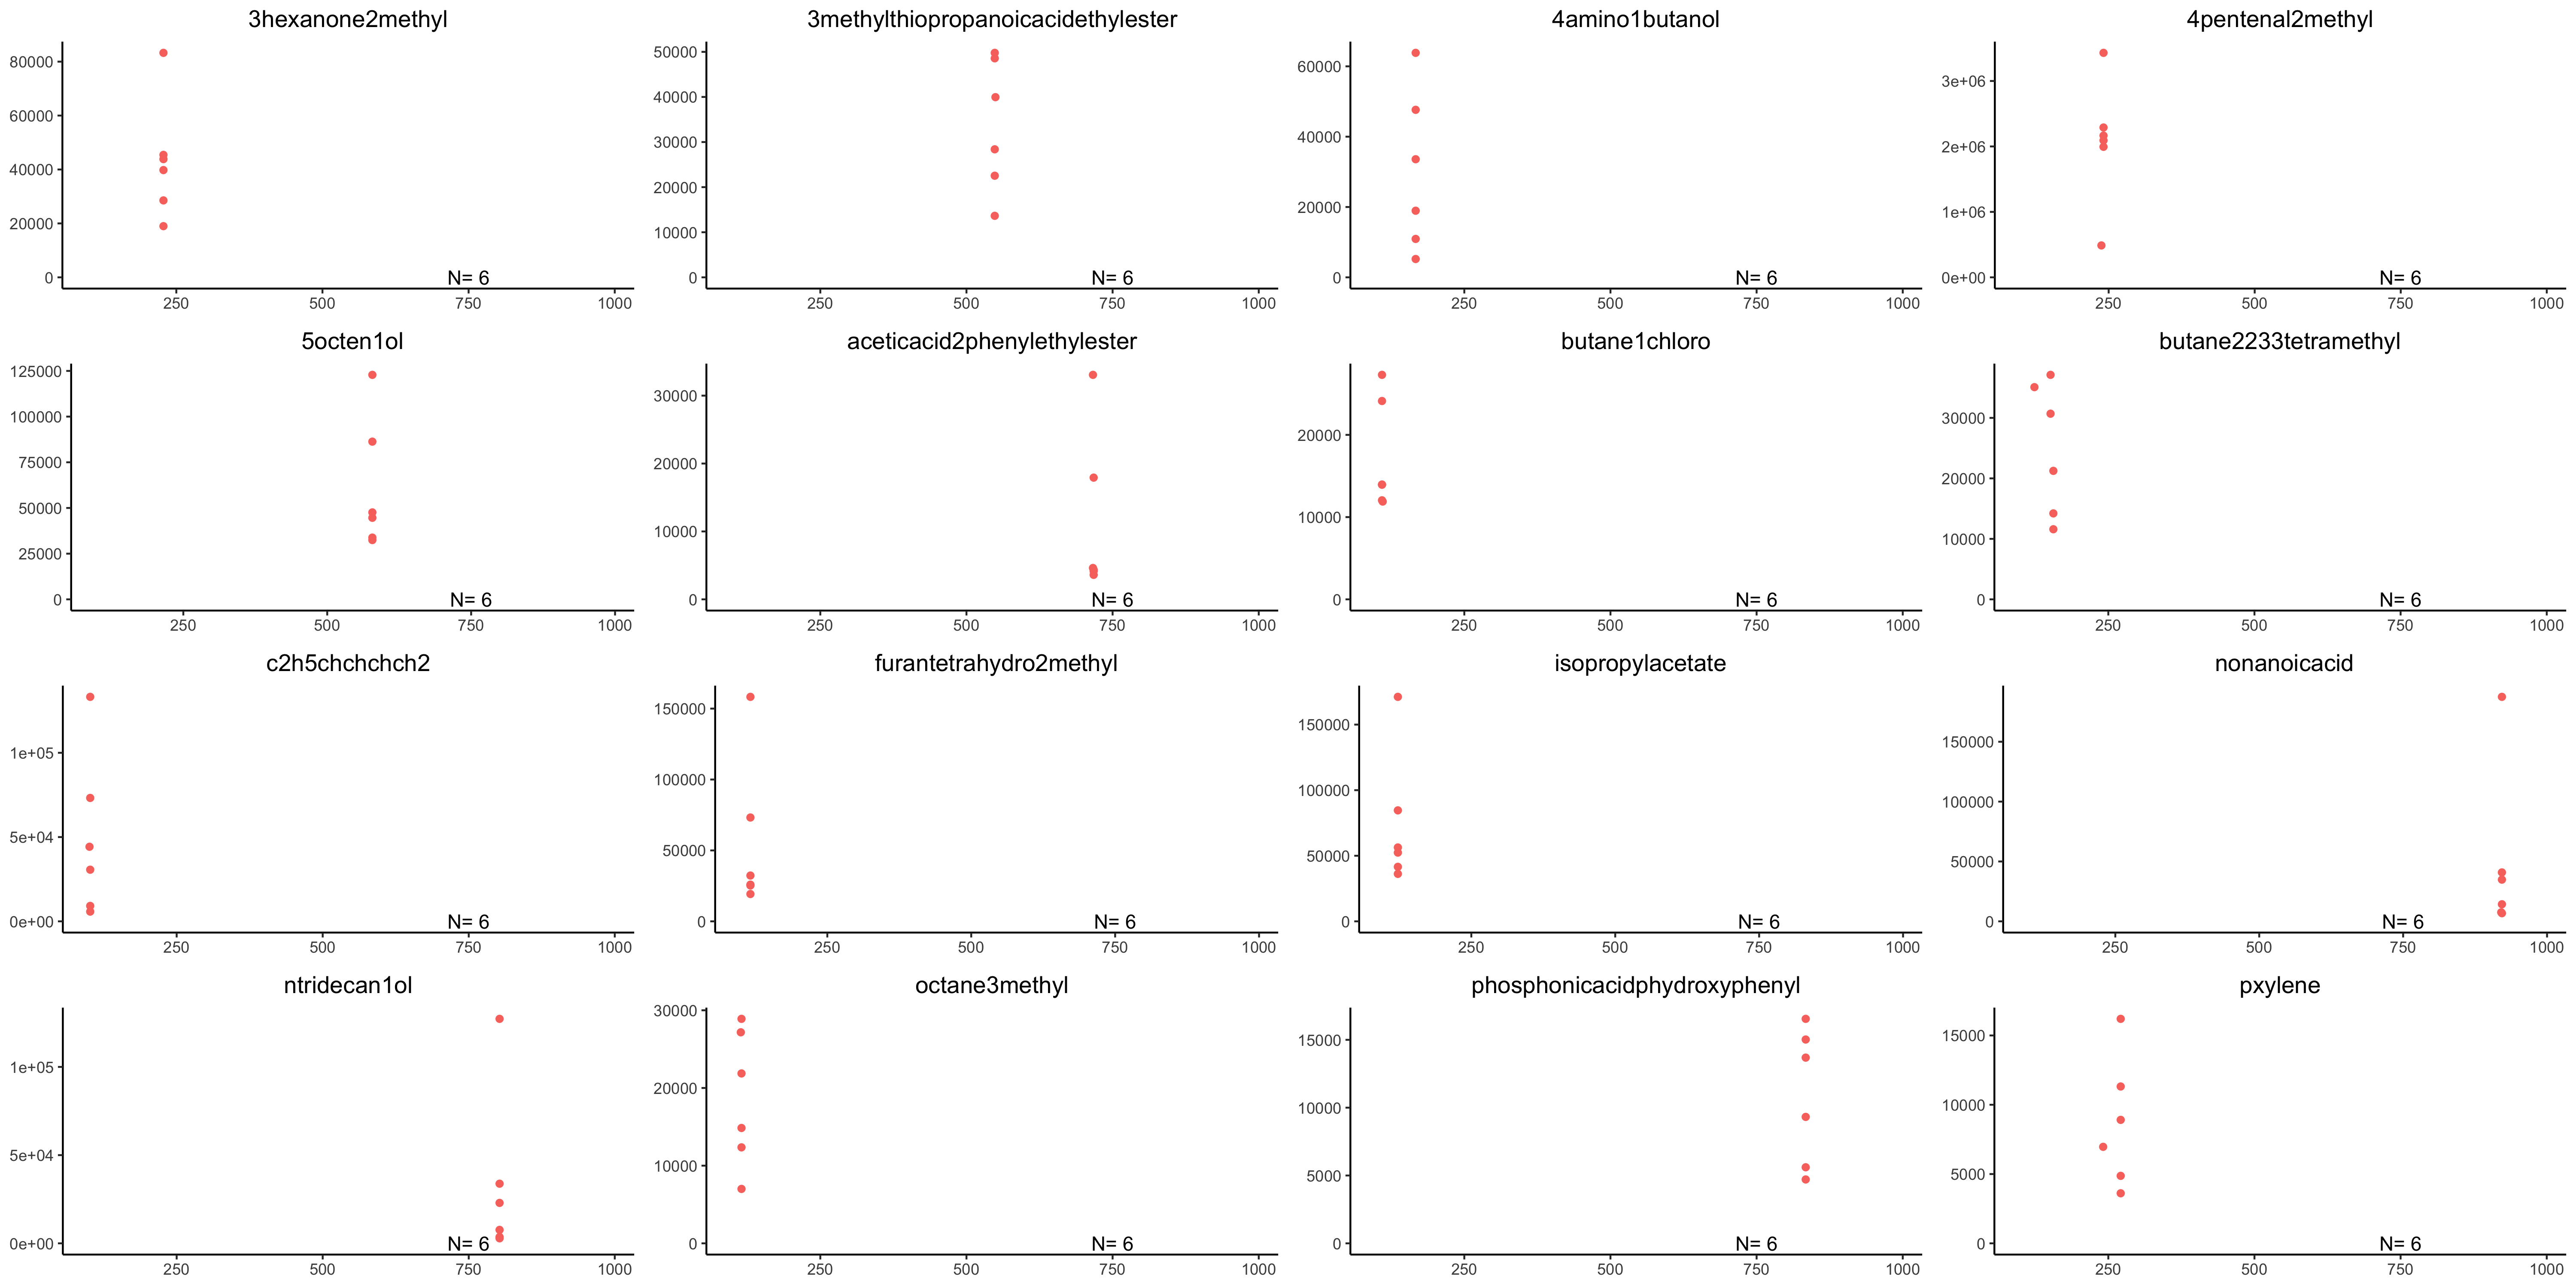 3hexanone2methyl
80000
60000
40000
20000
0
N= 6
250 500 750 1000
3methylthiopropanoicacidethylester
50000
40000
30000
20000
10000
0
N= 6
250 500 750 1000
4amino1butanol
60000
40000
20000
0
N= 6
250 500 750 1000
4pentenal2methyl
3e+06
2e+06
1e+06
0e+00
N= 6
250 500 750 1000
5octen1ol
125000
100000
75000
50000
25000
0
N= 6
250 500 750 1000
aceticacid2phenylethylester
30000
20000
10000
0
N= 6
250 500 750 1000
butane1chloro
20000
10000
0
N= 6
250 500 750 1000
butane2233tetramethyl
30000
20000
10000
0
N= 6
250 500 750 1000
c2h5chchchch2
1e+05
5e+04
0e+00
N= 6
250 500 750 1000
furantetrahydro2methyl
150000
100000
50000
0
N= 6
250 500 750 1000
isopropylacetate
150000
100000
50000
0
N= 6
250 500 750 1000
nonanoicacid
150000
100000
50000
0
N= 6
250 500 750 1000
ntridecan1ol
1e+05
5e+04
0e+00
N= 6
250 500 750 1000
octane3methyl
30000
20000
10000
0
N= 6
250 500 750 1000
phosphonicacidphydroxyphenyl
15000
10000
5000
0
N= 6
250 500 750 1000
pxylene
15000
10000
5000
0
N= 6
250 500 750 1000